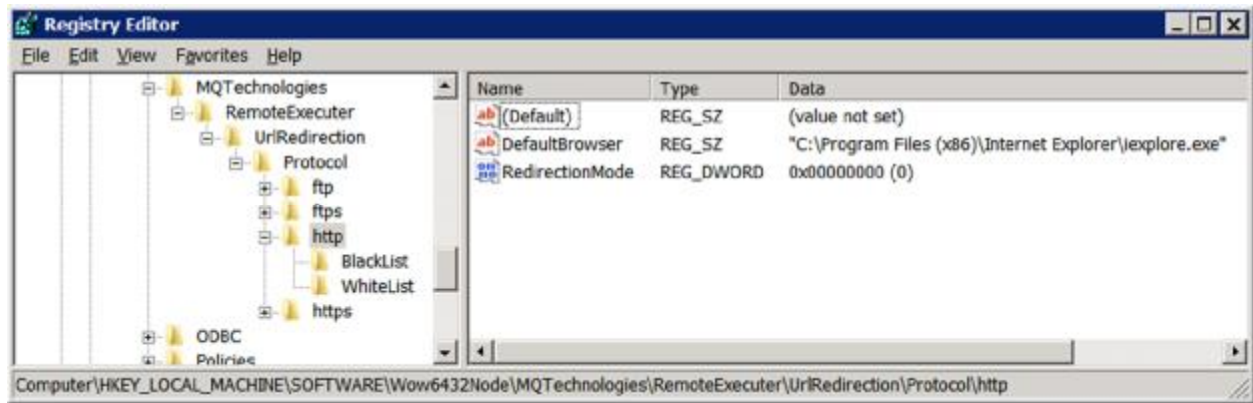 Registry Editor
File Edit View Favorites Help
MQTechnologies
RemoteExecuter
UrlRedirection
Protocol
ftp
ftps
http
BlackList
WhiteList
https
ODBC
Policies
Name Type Data
ab (Default) REG_SZ (value not set)
ab DefaultBrowser REG_SZ "C:\Program Files (x86)\Internet Explorer\iexplore.exe"
RedirectionMode REG_DWORD 0x00000000 (0)
Computer\HKEY_LOCAL_MACHINE\SOFTWARE\Wow6432Node\MQTechnologies\RemoteExecuter\UrlRedirection\Protocol\http